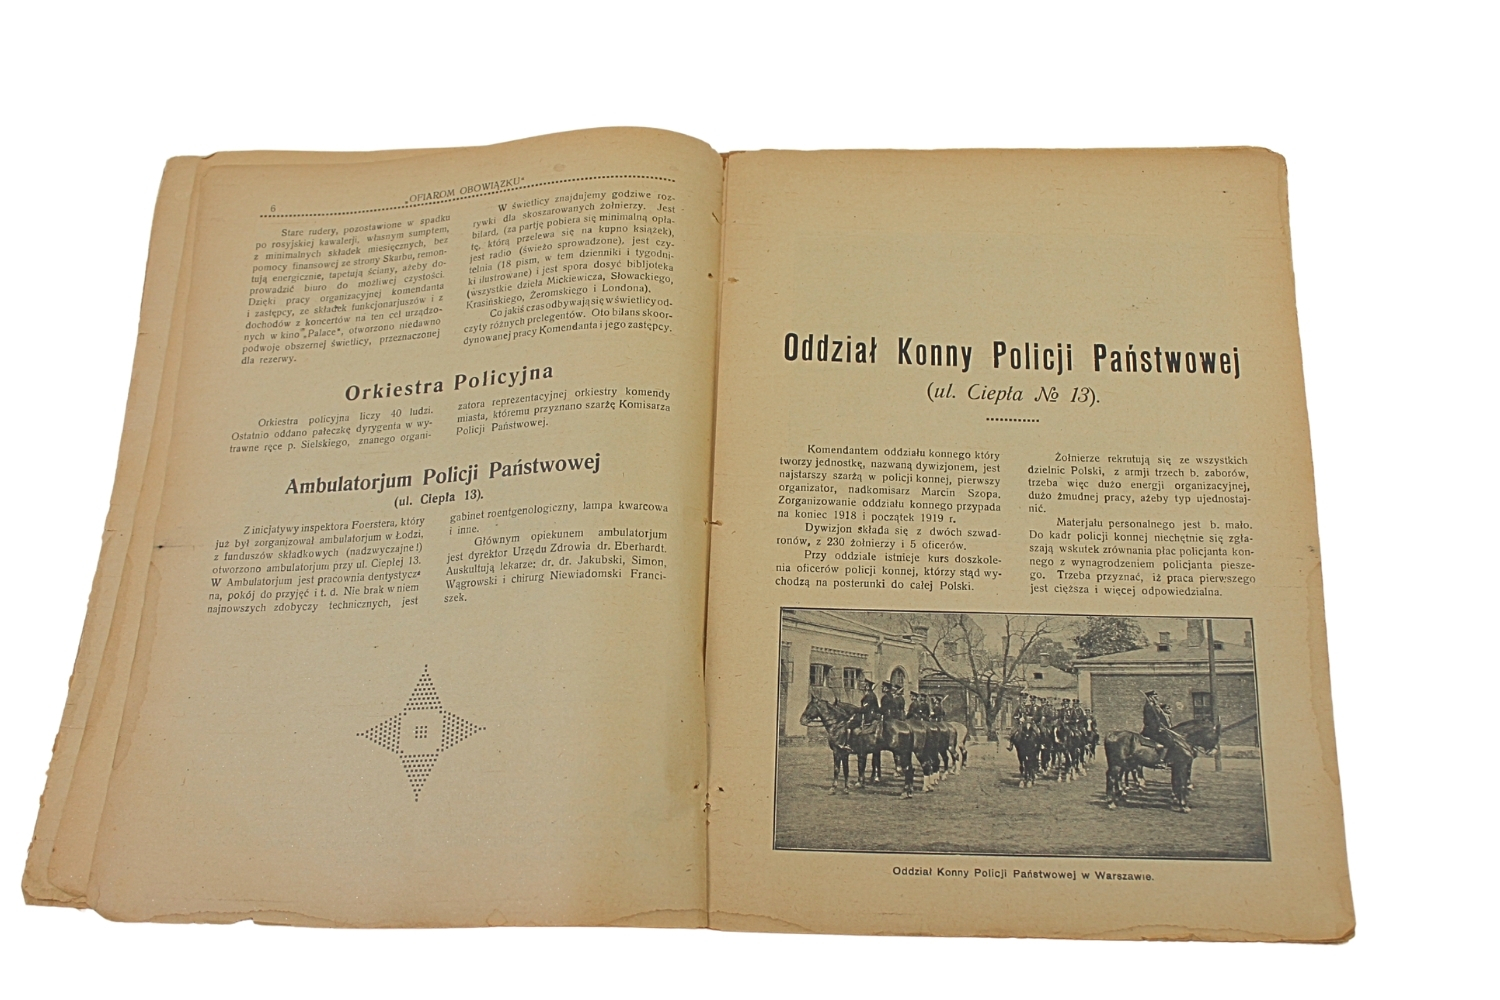 6
„OFIAROM OBOWIĄZKU“
Stare rudery, pozostawione w spadku
po rosyjskiej kawalerji, własnym sumptem,
z minimalnych składek miesięcznych, bez
pomocy finansowej ze strony Skarbu, remon-
tują energicznie, tapetują ściany, ażeby do-
prowadzić biuro do możliwej czystości.
Dzięki pracy organizacyjnej komendanta
i zastępcy, ze składek funkcjonarjuszów i z
dochodów z koncertów na ten cel urządzo-
nych w kino „Palace“, otworzono niedawno
podwoje obszernej świetlicy, przeznaczonej
dla rezerwy.
W świetlicy znajdujemy godziwe roz-
rywki dla skoszarowanych żołnierzy. Jest
bilard, (za partję pobiera się minimalną opła-
tę, którą przelewa się na kupno książek),
jest radio (świeżo sprowadzone), jest czy-
telnia (18 pism, w tem dzienniki i tygodni-
ki ilustrowane) i jest spora dosyć bibljoteka
(wszystkie dzieła Mickiewicza, Słowackiego,
Krasińskiego, Żeromskiego i Londona).
Co jakiś czas odbywają się w świetlicy od-
czyty różnych prelegentów. Oto bilans skoor-
dynowanej pracy Komendanta i jego zastępcy.
Orkiestra Policyjna
Orkiestra policyjna liczy 40 ludzi.
Ostatnio oddano pałeczkę dyrygenta w wy-
trawne ręce p. Sielskiego, znanego organi-
zatora reprezentacyjnej orkiestry komendy
miasta, któremu przyznano szarżę Komisarza
Policji Państwowej.
Ambulatorjum Policji Państwowej
(ul. Ciepła 13).
Z inicjatywy inspektora Foerstera, który
już był zorganizował ambulatorjum w Łodzi,
z funduszów składkowych (nadzwyczajne!)
otworzono ambulatorjum przy ul. Ciepłej 13.
W Ambulatorjum jest pracownia dentystycz-
na, pokój do przyjęć i t. d. Nie brak w niem
najnowszych zdobyczy technicznych, jest
gabinet roentgenologiczny, lampa kwarcowa
i inne.
Głównym opiekunem ambulatorjum
jest dyrektor Urzędu Zdrowia dr. Eberhardt.
Auskultują lekarze: dr. dr. Jakubski, Simon,
Wągrowski i chirurg Niewiadomski Franci-
szek.
Oddział Konny Policji Państwowej
(ul. Ciepła № 13).
Komendantem oddziału konnego który
tworzy jednostkę, nazwaną dywizjonem, jest
najstarszy szarżą w policji konnej, pierwszy
organizator, nadkomisarz Marcin Szopa.
Zorganizowanie oddziału konnego przypada
na koniec 1918 i początek 1919 r.
Dywizjon składa się z dwóch szwad-
ronów, z 230 żołnierzy i 5 oficerów.
Przy oddziale istnieje kurs doszkole-
nia oficerów policji konnej, którzy stąd wy-
chodzą na posterunki do całej Polski.
Żołnierze rekrutują się ze wszystkich
dzielnic Polski, z armji trzech b. zaborów,
trzeba więc dużo energji organizacyjnej,
dużo żmudnej pracy, ażeby typ ujednostaj-
nić.
Materjału personalnego jest b. mało.
Do kadr policji konnej niechętnie się zgła-
szają wskutek zrównania płac policjanta kon-
nego z wynagrodzeniem policjanta piesze-
go. Trzeba przyznać, iż praca pierwszego
jest cięższa i więcej odpowiedzialna.
Oddział Konny Policji Państwowej w Warszawie.